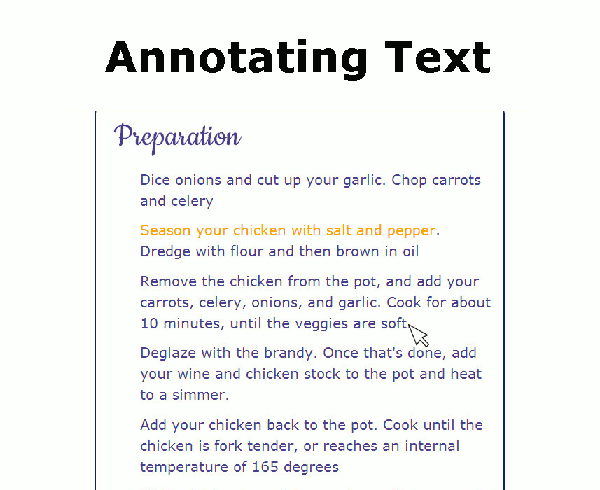 Annotating Text
Preparation
Dice onions and cut up your garlic. Chop carrots
and celery
Season your chicken with salt and pepper.
Dredge with flour and then brown in oil
Remove the chicken from the pot, and add your
carrots, celery, onions, and garlic. Cook for about
10 minutes, until the veggies are soft.
Deglaze with the brandy. Once that's done, add
your wine and chicken stock to the pot and heat
to a simmer.
Add your chicken back to the pot. Cook until the
chicken is fork tender, or reaches an internal
temperature of 165 degrees